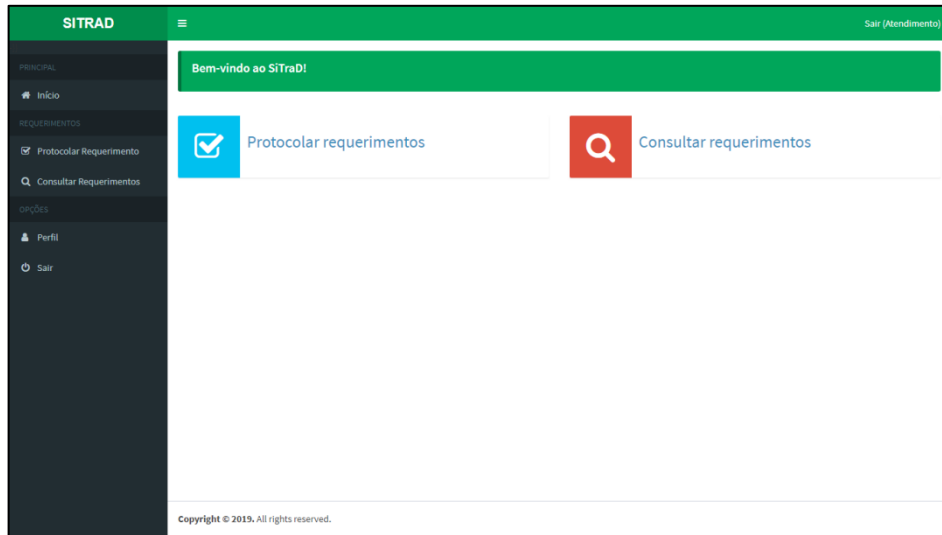 SITRAD
Sair (Atendimento)
PRINCIPAL
Início
REQUERIMENTOS
Protocolar Requerimento
Consultar Requerimentos
OPÇÕES
Perfil
Sair
Bem-vindo ao SiTraD!
Protocolar requerimentos
Consultar requerimentos
Copyright © 2019. All rights reserved.